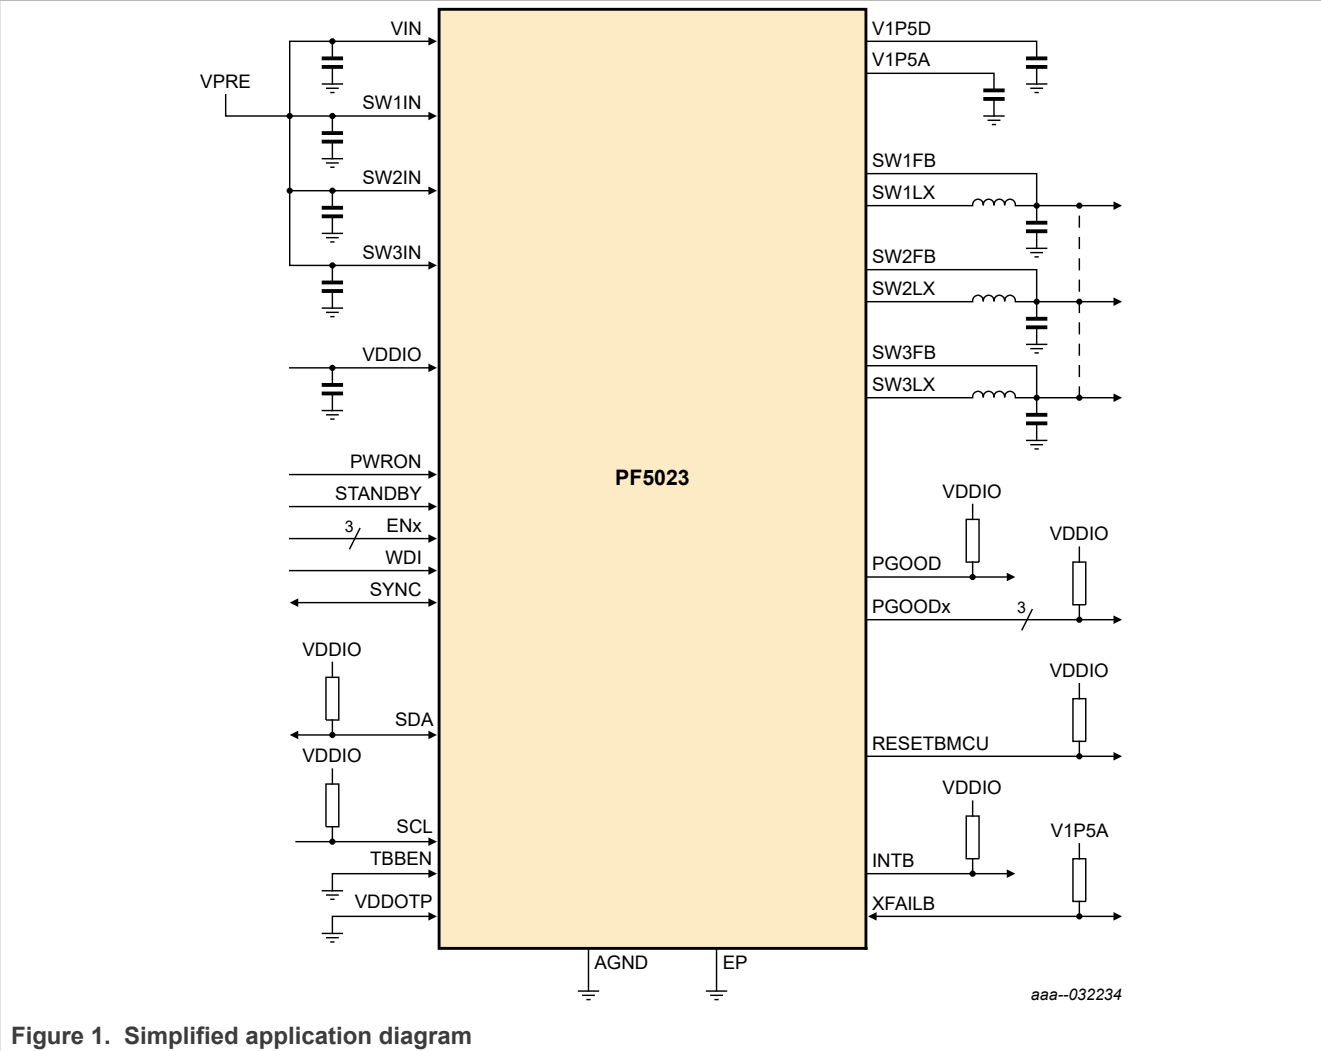 VIN
VPRE
SW1IN
SW2IN
SW3IN
VDDIO
PWRON
STANDBY
3
ENx
WDI
SYNC
VDDIO
SDA
VDDIO
SCL
TBBEN
VDDOTP
PF5023
AGND
EP
V1P5D
V1P5A
SW1FB
SW1LX
SW2FB
SW2LX
SW3FB
SW3LX
VDDIO
PGOOD
VDDIO
PGOODx
3
VDDIO
RESETBMCU
VDDIO
INTB
V1P5A
XFAILB
aaa--032234
Figure 1. Simplified application diagram